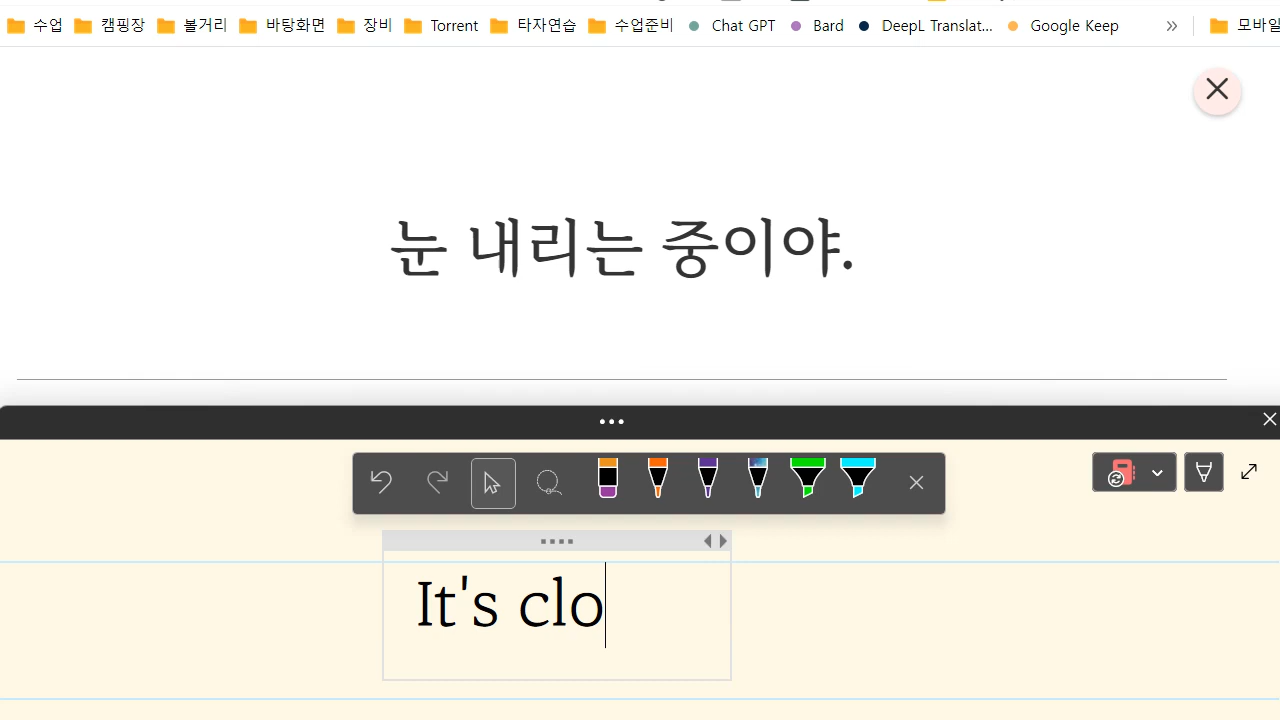 수업 캠핑장 볼거리 바탕화면 장비 Torrent 타자연습 수업준비 Chat GPT Bard DeepL Translat... Google Keep » 모바일
눈 내리는 중이야.
It's clo